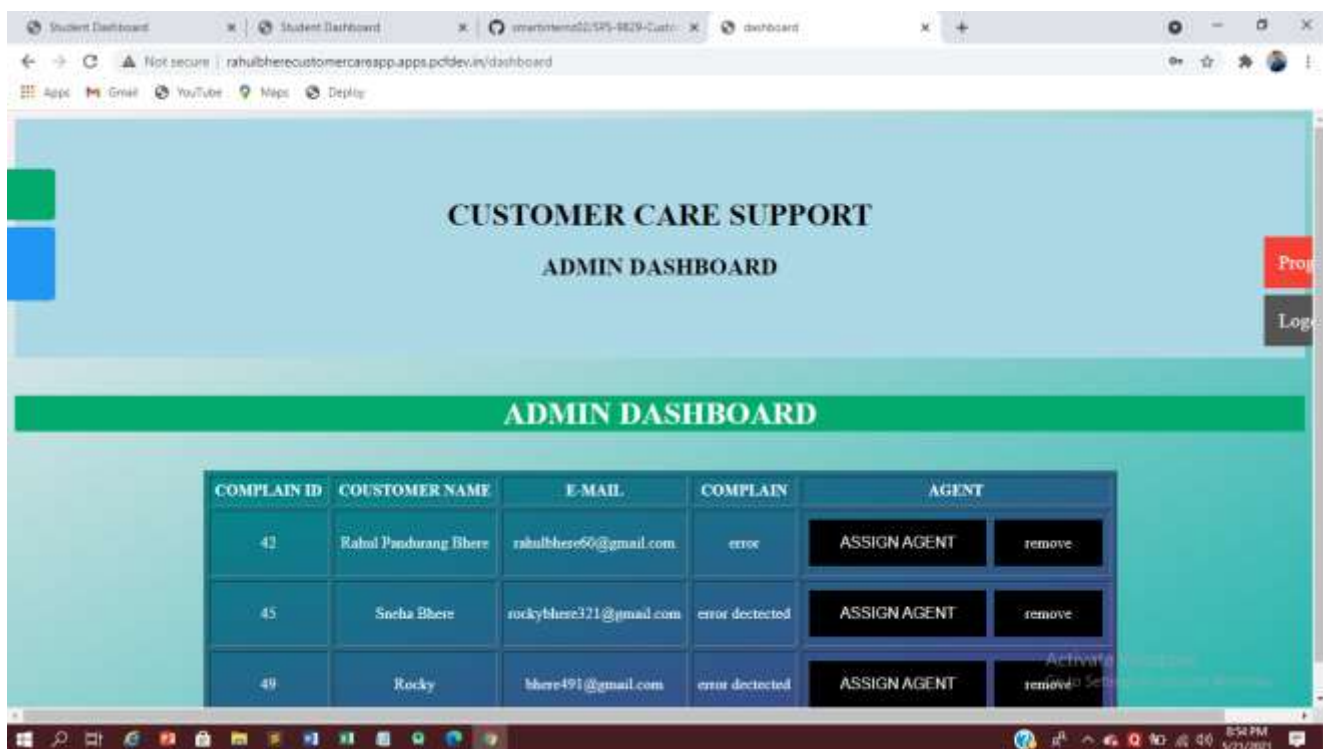 Student Dashboard
Student Dashboard
dashboard
Not secure rahulbherecustomercareapp.apps.pcfdev.in/dashboard
Apps Gmail YouTube Maps Deploy
CUSTOMER CARE SUPPORT
ADMIN DASHBOARD
Prog
Logo
ADMIN DASHBOARD
COMPLAIN ID COUSTOMER NAME E-MAIL COMPLAIN AGENT
42 Rahul Pandurang Bhere rahulbhere60@gmail.com error ASSIGN AGENT remove
45 Sneha Bhere rockybhere321@gmail.com error dectected ASSIGN AGENT remove
49 Rocky bhere491@gmail.com error dectected ASSIGN AGENT remove
Activate
8:54 PM